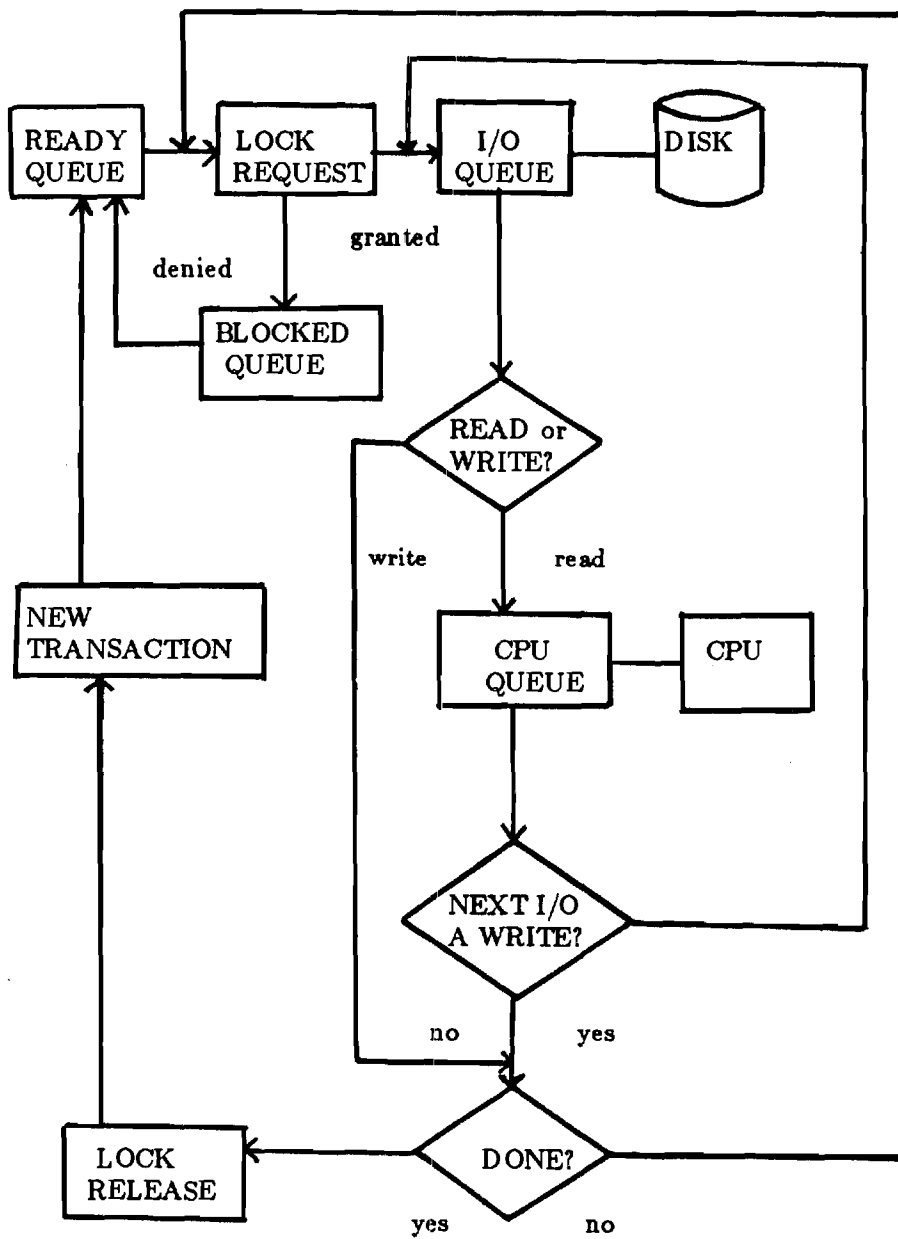 READY
QUEUE
LOCK
REQUEST
I/O
QUEUE
DISK
granted
denied
BLOCKED
QUEUE
READ or
WRITE?
write
read
NEW
TRANSACTION
CPU
QUEUE
CPU
NEXT I/O
A WRITE?
no
yes
LOCK
RELEASE
DONE?
yes
no